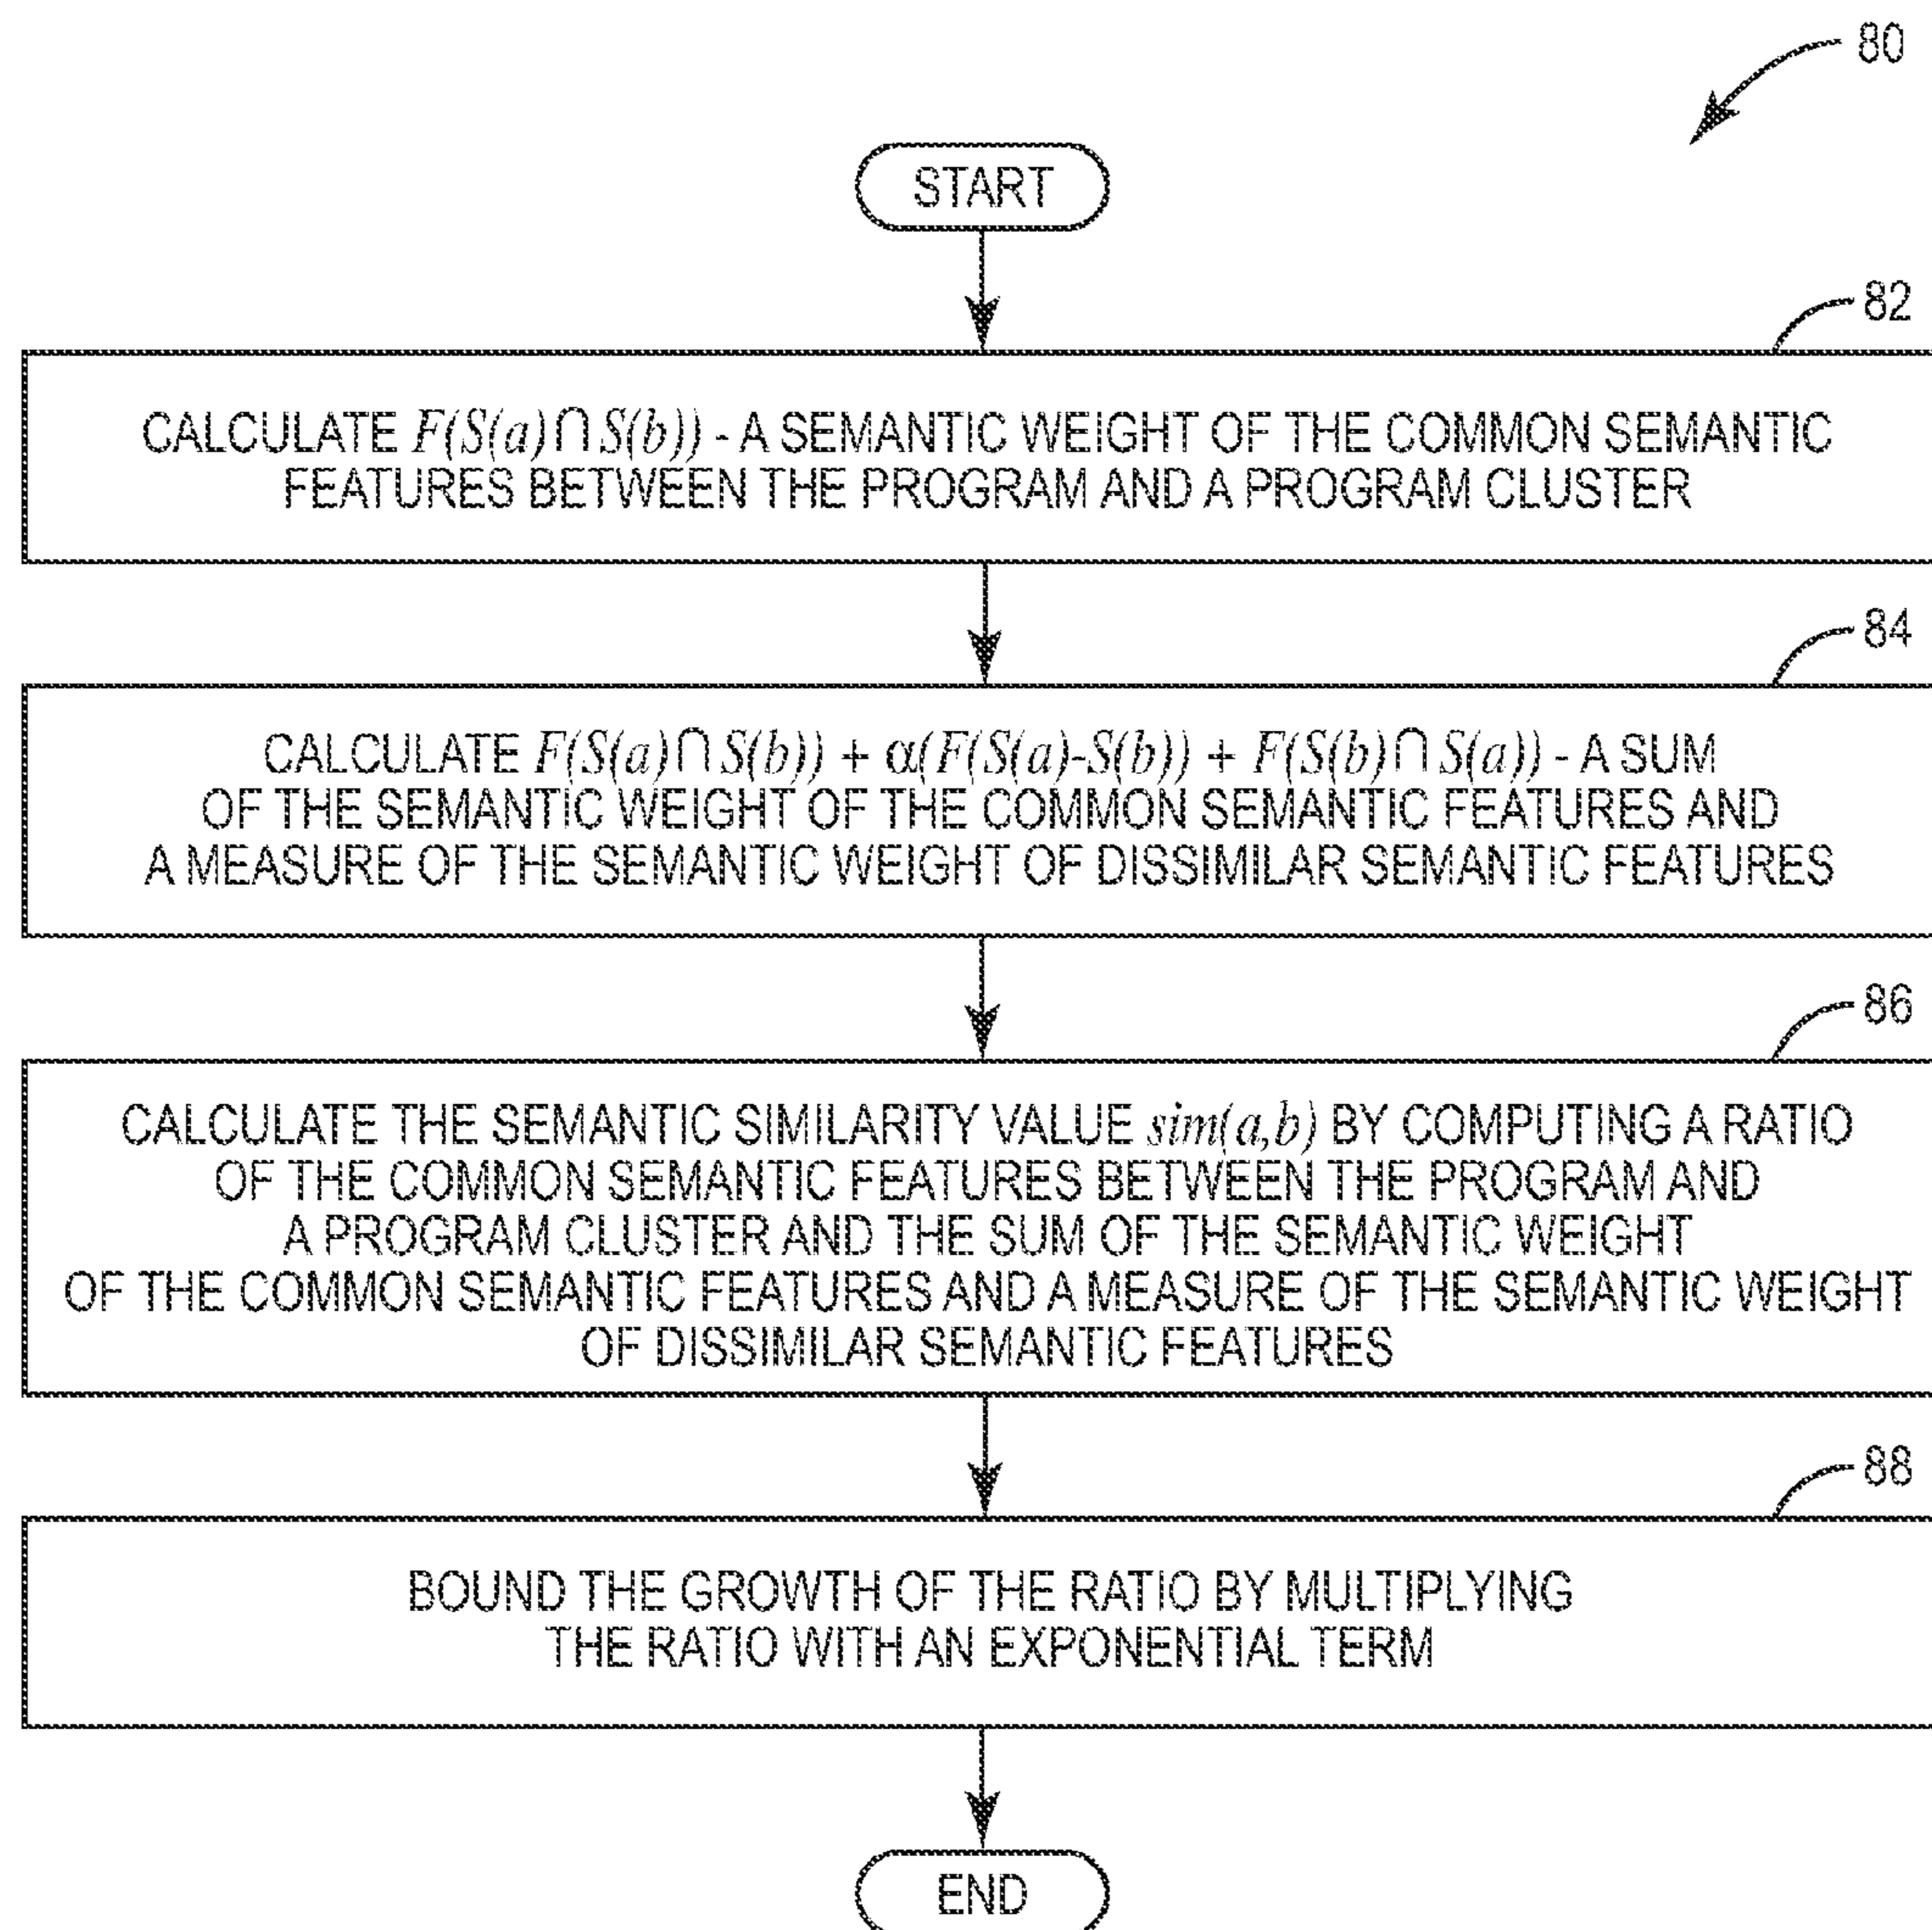 80
START
82
CALCULATE F(S(a)∩S(b)) - A SEMANTIC WEIGHT OF THE COMMON SEMANTIC
FEATURES BETWEEN THE PROGRAM AND A PROGRAM CLUSTER
84
CALCULATE F(S(a)∩S(b)) + α(F(S(a)-S(b)) + F(S(b)∩S(a)) - A SUM
OF THE SEMANTIC WEIGHT OF THE COMMON SEMANTIC FEATURES AND
A MEASURE OF THE SEMANTIC WEIGHT OF DISSIMILAR SEMANTIC FEATURES
86
CALCULATE THE SEMANTIC SIMILARITY VALUE sim(a,b) BY COMPUTING A RATIO
OF THE COMMON SEMANTIC FEATURES BETWEEN THE PROGRAM AND
A PROGRAM CLUSTER AND THE SUM OF THE SEMANTIC WEIGHT
OF THE COMMON SEMANTIC FEATURES AND A MEASURE OF THE SEMANTIC WEIGHT
OF DISSIMILAR SEMANTIC FEATURES
88
BOUND THE GROWTH OF THE RATIO BY MULTIPLYING
THE RATIO WITH AN EXPONENTIAL TERM
END